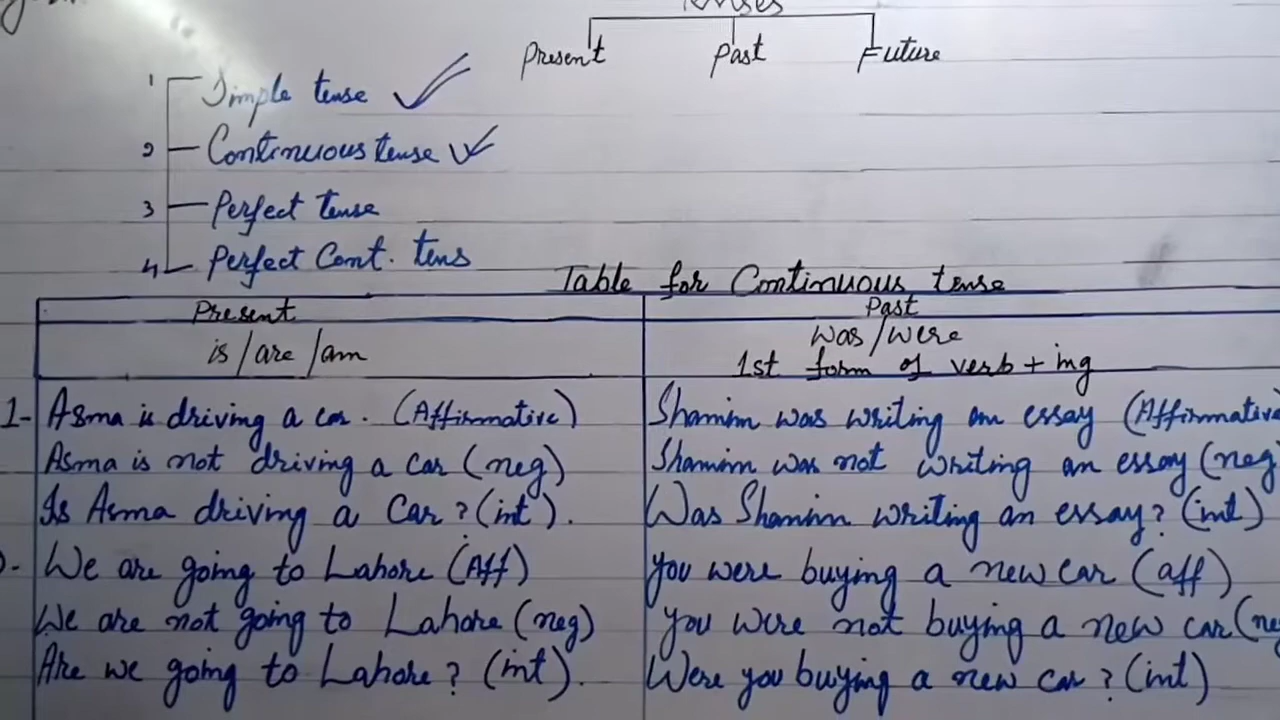 Tenses
Present Past Future
1 Simple tense
2 Continuous tense
3 Perfect tense
4 Perfect Cont. tens
Table for Continuous tense
Present
is/are/am
1- Asma is driving a car. (Affirmative)
Asma is not driving a car (neg)
Is Asma driving a Car? (int).
We are going to Lahore (Aff)
We are not going to Lahore (neg)
Are we going to Lahore? (int).
Past
Was/were
1st form of verb + ing
Shamim was writing an essay (Affirmative
Shamim was not writing an essay (neg
Was Shamim writing an essay? (int)
You were buying a new car (aff)
You were not buying a new car (ne
Were you buying a new car? (int)